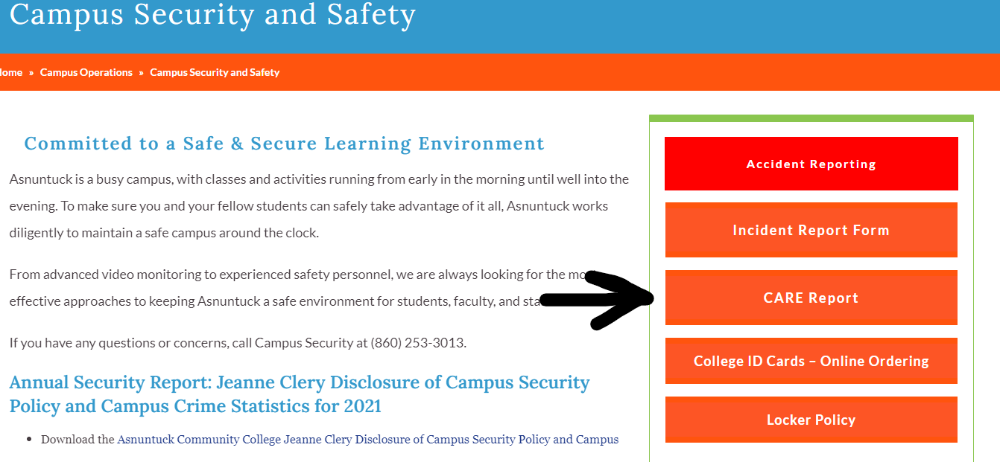 Campus Security and Safety
ome » Campus Operations » Campus Security and Safety
Committed to a Safe & Secure Learning Environment
Asnuntuck is a busy campus, with classes and activities running from early in the morning until well into the
evening. To make sure you and your fellow students can safely take advantage of it all, Asnuntuck works
diligently to maintain a safe campus around the clock.
From advanced video monitoring to experienced safety personnel, we are always looking for the
effective approaches to keeping Asnuntuck a safe environment for students, faculty, and
If you have any questions or concerns, call Campus Security at (860) 253-3013.
Annual Security Report: Jeanne Clery Disclosure of Campus Security
Policy and Campus Crime Statistics for 2021
• Download the Asnuntuck Community College Jeanne Clery Disclosure of Campus Security Policy and Campus
Accident Reporting
Incident Report Form
CARE Report
College ID Cards – Online Ordering
Locker Policy